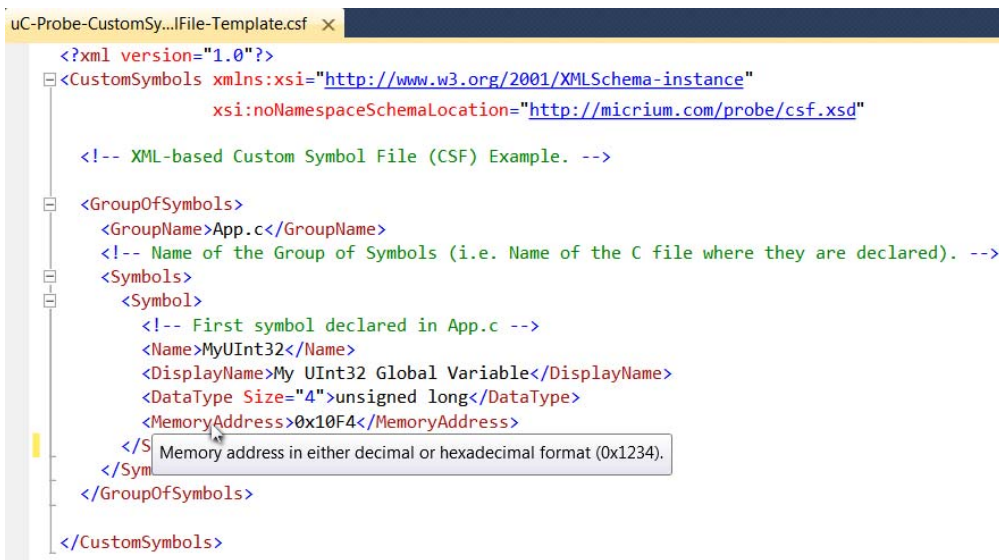 uC-Probe-CustomSy...lFile-Template.csf
<?xml version="1.0"?>
<CustomSymbols xmlns:xsi="http://www.w3.org/2001/XMLSchema-instance"
xsi:noNamespaceSchemaLocation="http://micrium.com/probe/csf.xsd"
<!-- XML-based Custom Symbol File (CSF) Example. -->
<GroupOfSymbols>
<GroupName>App.c</GroupName>
<!-- Name of the Group of Symbols (i.e. Name of the C file where they are declared). -->
<Symbols>
<Symbol>
<!-- First symbol declared in App.c -->
<Name>MyUInt32</Name>
<DisplayName>My UInt32 Global Variable</DisplayName>
<DataType Size="4">unsigned long</DataType>
<MemoryAddress>0x10F4</MemoryAddress>
</S
Memory address in either decimal or hexadecimal format (0x1234).
</Sym
</GroupOfSymbols>
</CustomSymbols>